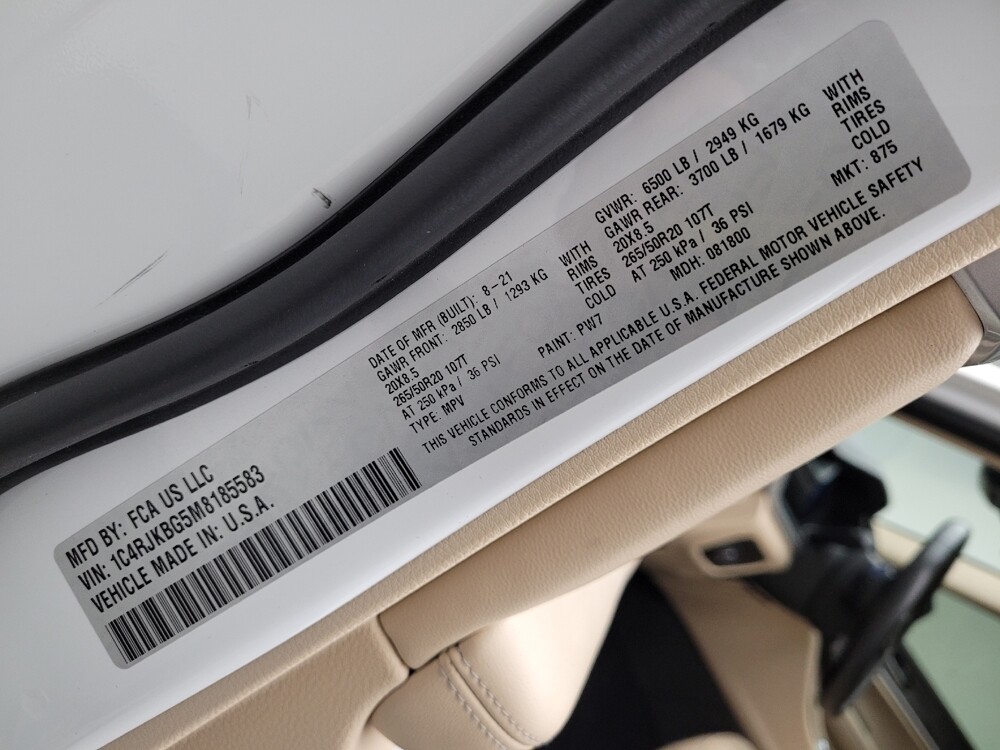 MFD BY: FCA US LLC
VIN: 1C4RJKBG5M8185583
VEHICLE MADE IN: U.S.A.
DATE OF MFR (BUILT): 8-21
GAWR FRONT: 2850 LB / 1293 KG WITH
20X8.5 RIMS
265/50R20 107T TIRES
AT 250 kPa / 36 PSI COLD
TYPE: MPV PAINT: PW7
GVWR: 6500 LB / 2949 KG
GAWR REAR: 3700 LB / 1679 KG WITH
20X8.5 RIMS
265/50R20 107T TIRES
AT 250 kPa / 36 PSI COLD
MDH: 081800 MKT: 875
THIS VEHICLE CONFORMS TO ALL APPLICABLE U.S.A. FEDERAL MOTOR VEHICLE SAFETY
STANDARDS IN EFFECT ON THE DATE OF MANUFACTURE SHOWN ABOVE.